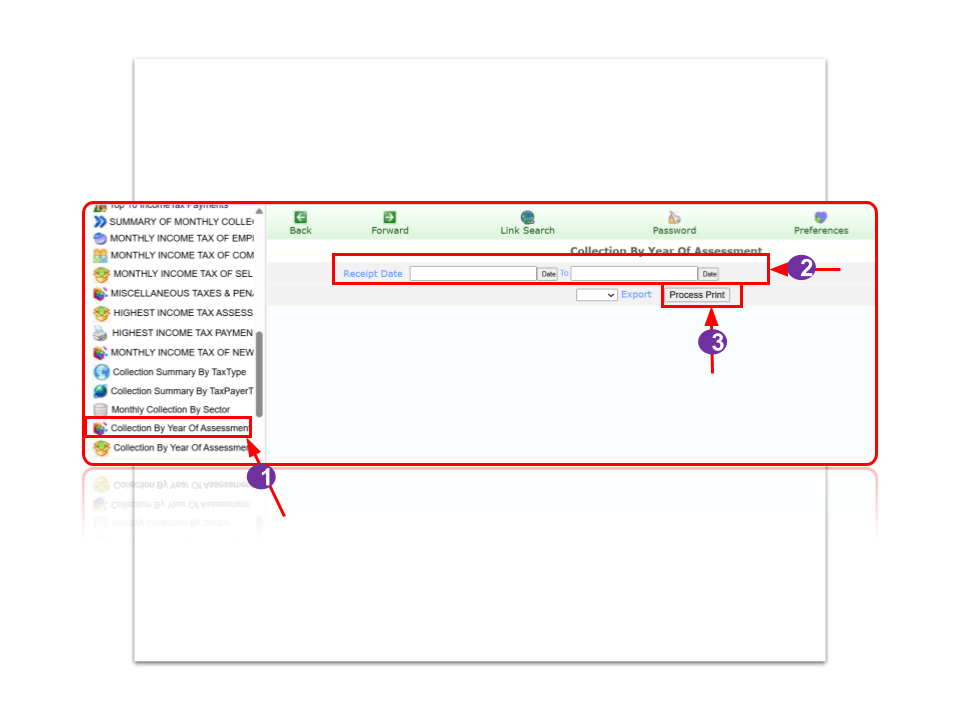 Top 10 IncomeTax Payments
SUMMARY OF MONTHLY COLLE
MONTHLY INCOME TAX OF EMPI
MONTHLY INCOME TAX OF COM
MONTHLY INCOME TAX OF SEL
MISCELLANEOUS TAXES & PEN
HIGHEST INCOME TAX ASSESS
HIGHEST INCOME TAX PAYMEN
MONTHLY INCOME TAX OF NEW
Collection Summary By TaxType
Collection Summary By TaxPayerT
Monthly Collection By Sector
Collection By Year Of Assessment
Collection By Year Of Assessme
1
Back Forward Link Search Password Preferences
Collection By Year Of Assessment
Receipt Date Date To Date
2
Export Process Print
3